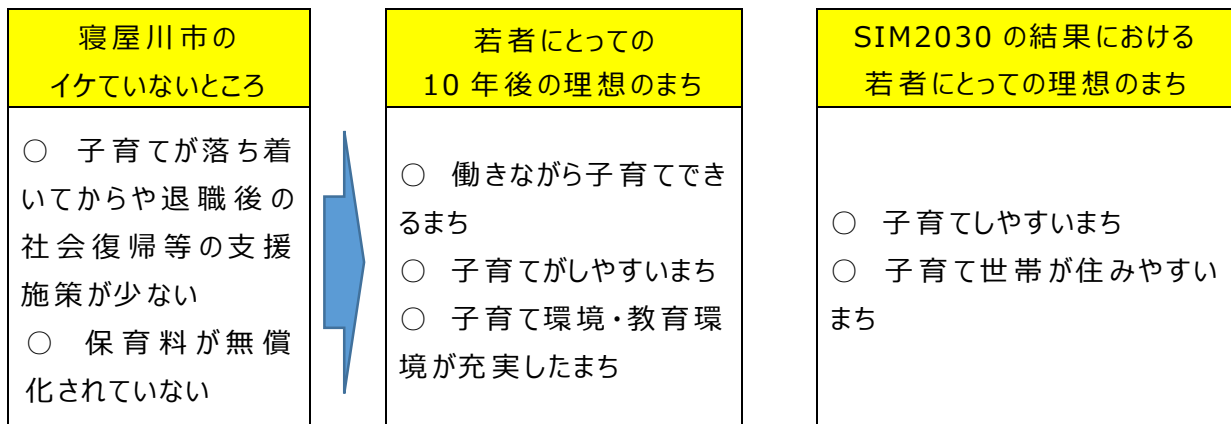 寝屋川市の
イケていないところ
○ 子育てが落ち着
いてからや退職後の
社会復帰等の支援
施策が少ない
○ 保育料が無償
化されていない
若者にとっての
10年後の理想のまち
○ 働きながら子育てでき
るまち
○ 子育てがしやすいまち
○ 子育て環境・教育環
境が充実したまち
SIM2030の結果における
若者にとっての理想のまち
○ 子育てしやすいまち
○ 子育て世帯が住みやすい
まち